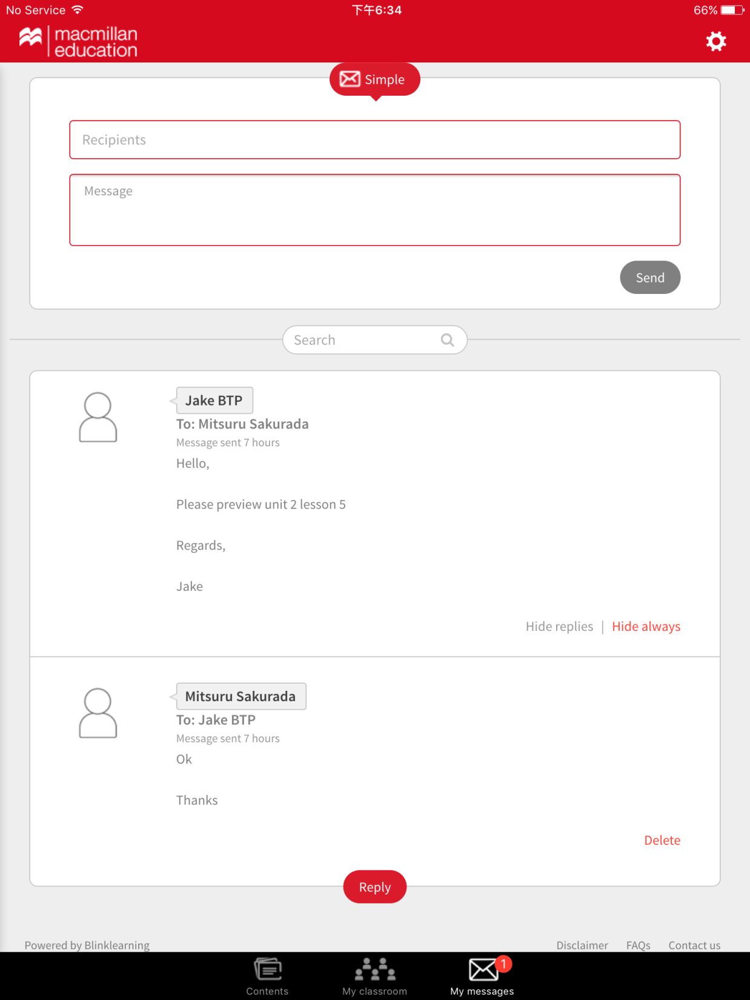 No Service
下午6:34
66%
macmillan
education
Simple
Recipients
Message
Send
Search
Jake BTP
To: Mitsuru Sakurada
Message sent 7 hours
Hello,
Please preview unit 2 lesson 5
Regards,
Jake
Hide replies | Hide always
Mitsuru Sakurada
To: Jake BTP
Message sent 7 hours
Ok
Thanks
Delete
Reply
Powered by Blinklearning
Disclaimer FAQs Contact us
1
Contents My classroom My messages